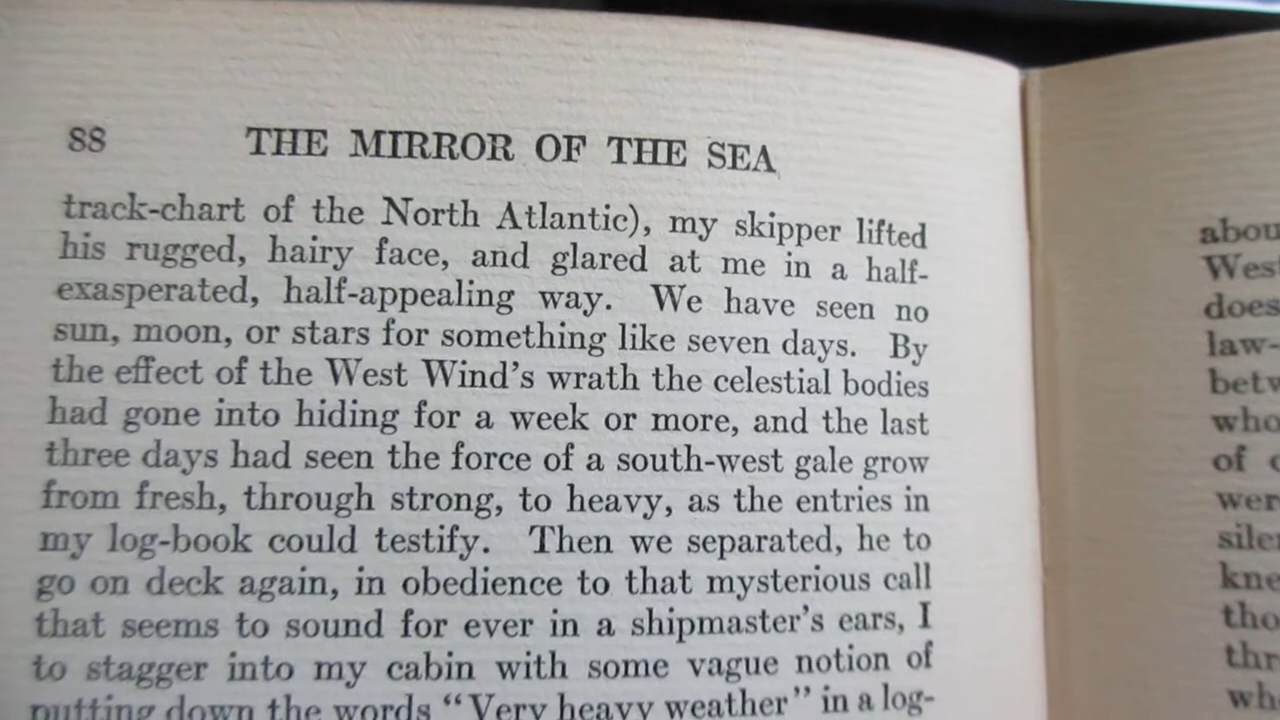 88 THE MIRROR OF THE SEA
track-chart of the North Atlantic), my skipper lifted
his rugged, hairy face, and glared at me in a half-
exasperated, half-appealing way. We have seen no
sun, moon, or stars for something like seven days. By
the effect of the West Wind's wrath the celestial bodies
had gone into hiding for a week or more, and the last
three days had seen the force of a south-west gale grow
from fresh, through strong, to heavy, as the entries in
my log-book could testify. Then we separated, he to
go on deck again, in obedience to that mysterious call
that seems to sound for ever in a shipmaster's ears, I
to stagger into my cabin with some vague notion of
putting down the words "Very heavy weather" in a log-
does
law-
who
of